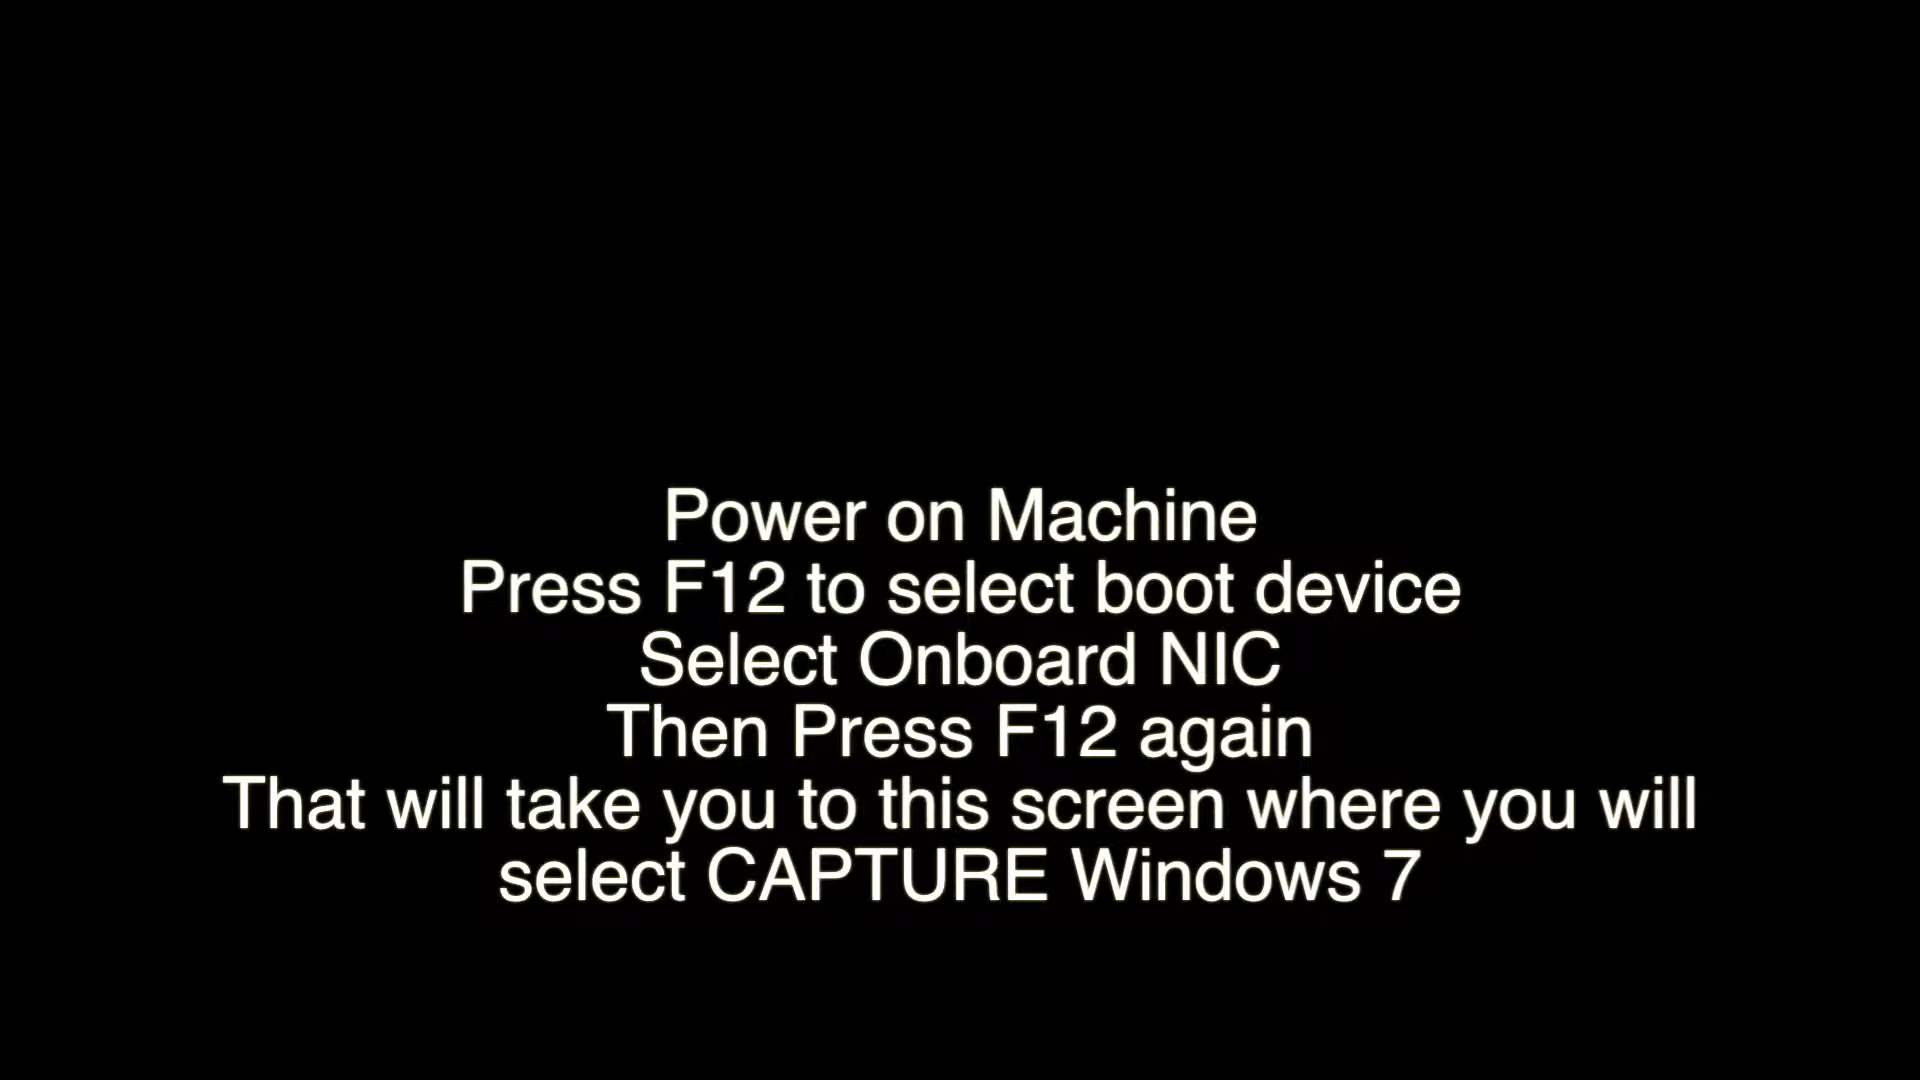 Power on Machine
Press F12 to select boot device
Select Onboard NIC
Then Press F12 again
That will take you to this screen where you will
select CAPTURE Windows 7